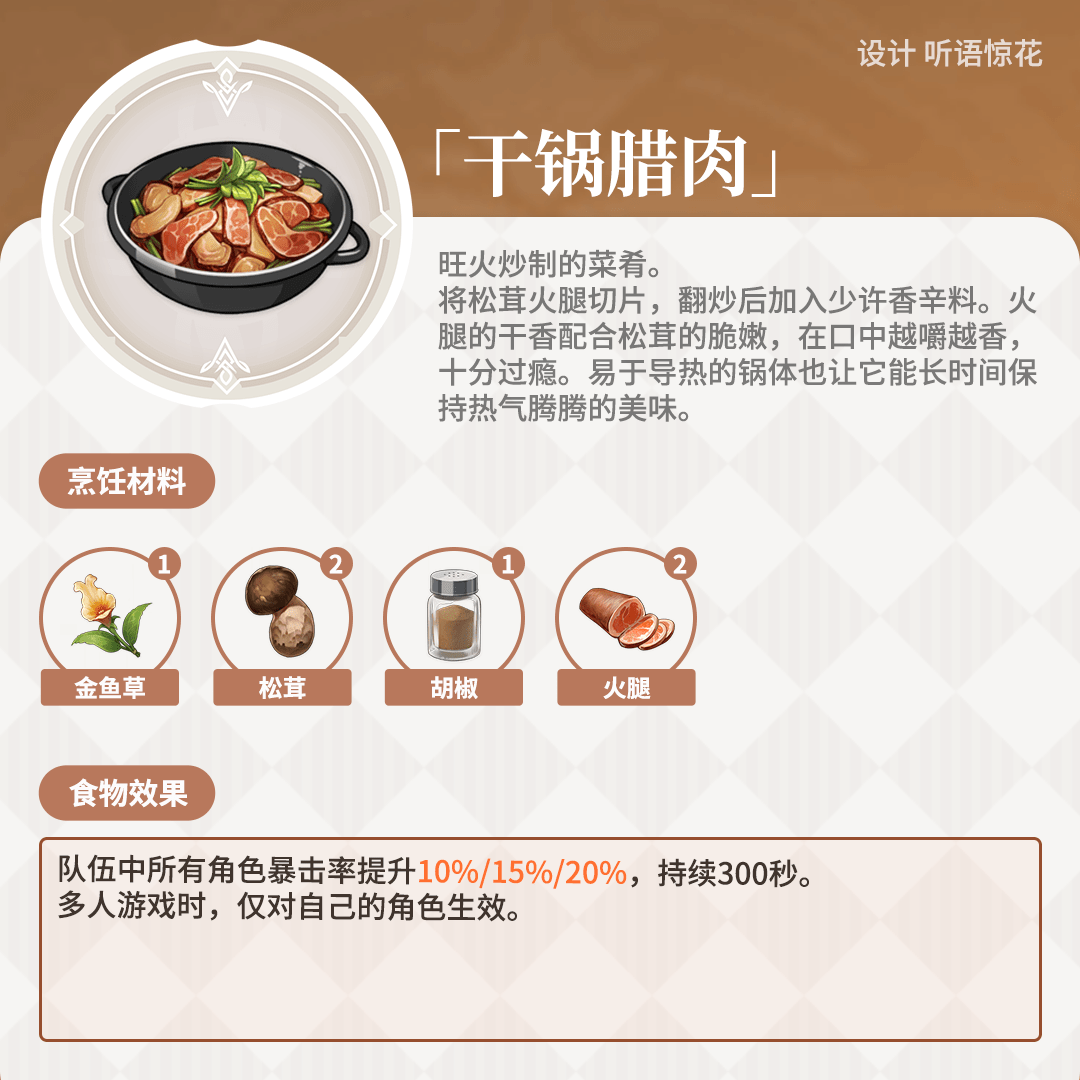 设计 听语惊花
「干锅腊肉」
旺火炒制的菜肴。
将松茸火腿切片，翻炒后加入少许香辛料。火
腿的干香配合松茸的脆嫩，在口中越嚼越香，
十分过瘾。易于导热的锅体也让它能长时间保
持热气腾腾的美味。
烹饪材料
1 2 1 2
金鱼草 松茸 胡椒 火腿
食物效果
队伍中所有角色暴击率提升10%/15%/20%，持续300秒。
多人游戏时，仅对自己的角色生效。